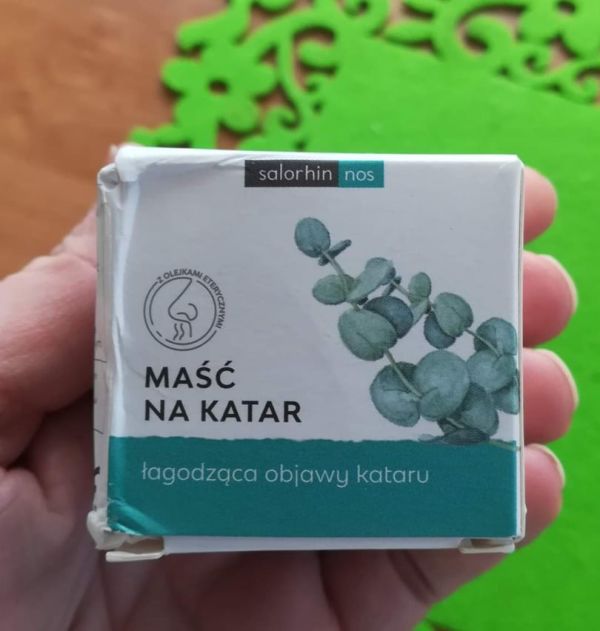 salorhin nos
Z OLEJKAMI ETERYCZNYMI
MAŚĆ
NA KATAR
łagodząca objawy kataru